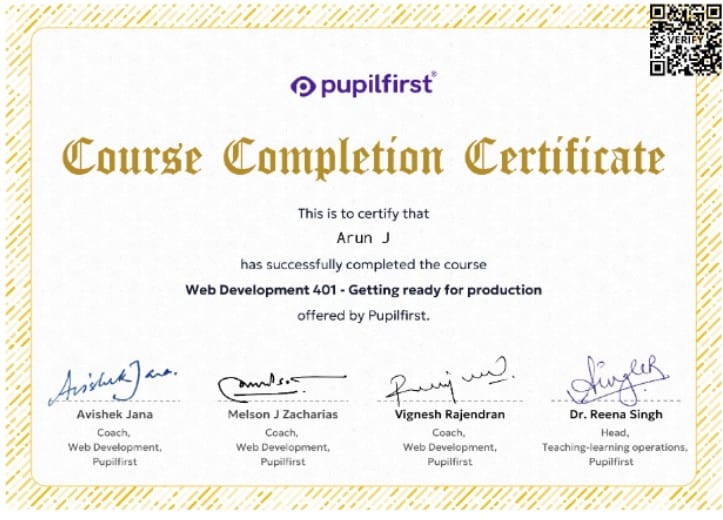 VERIFY
pupilfirst®
Course Completion Certificate
This is to certify that
Arun J
has successfully completed the course
Web Development 401 - Getting ready for production
offered by Pupilfirst.
Avishek Jana.
Avishek Jana
Coach,
Web Development,
Pupilfirst
Melson J Zacharias
Coach,
Web Development,
Pupilfirst
Vignesh Rajendran
Coach,
Web Development,
Pupilfirst
Dr. Reena Singh
Head,
Teaching-learning operations,
Pupilfirst